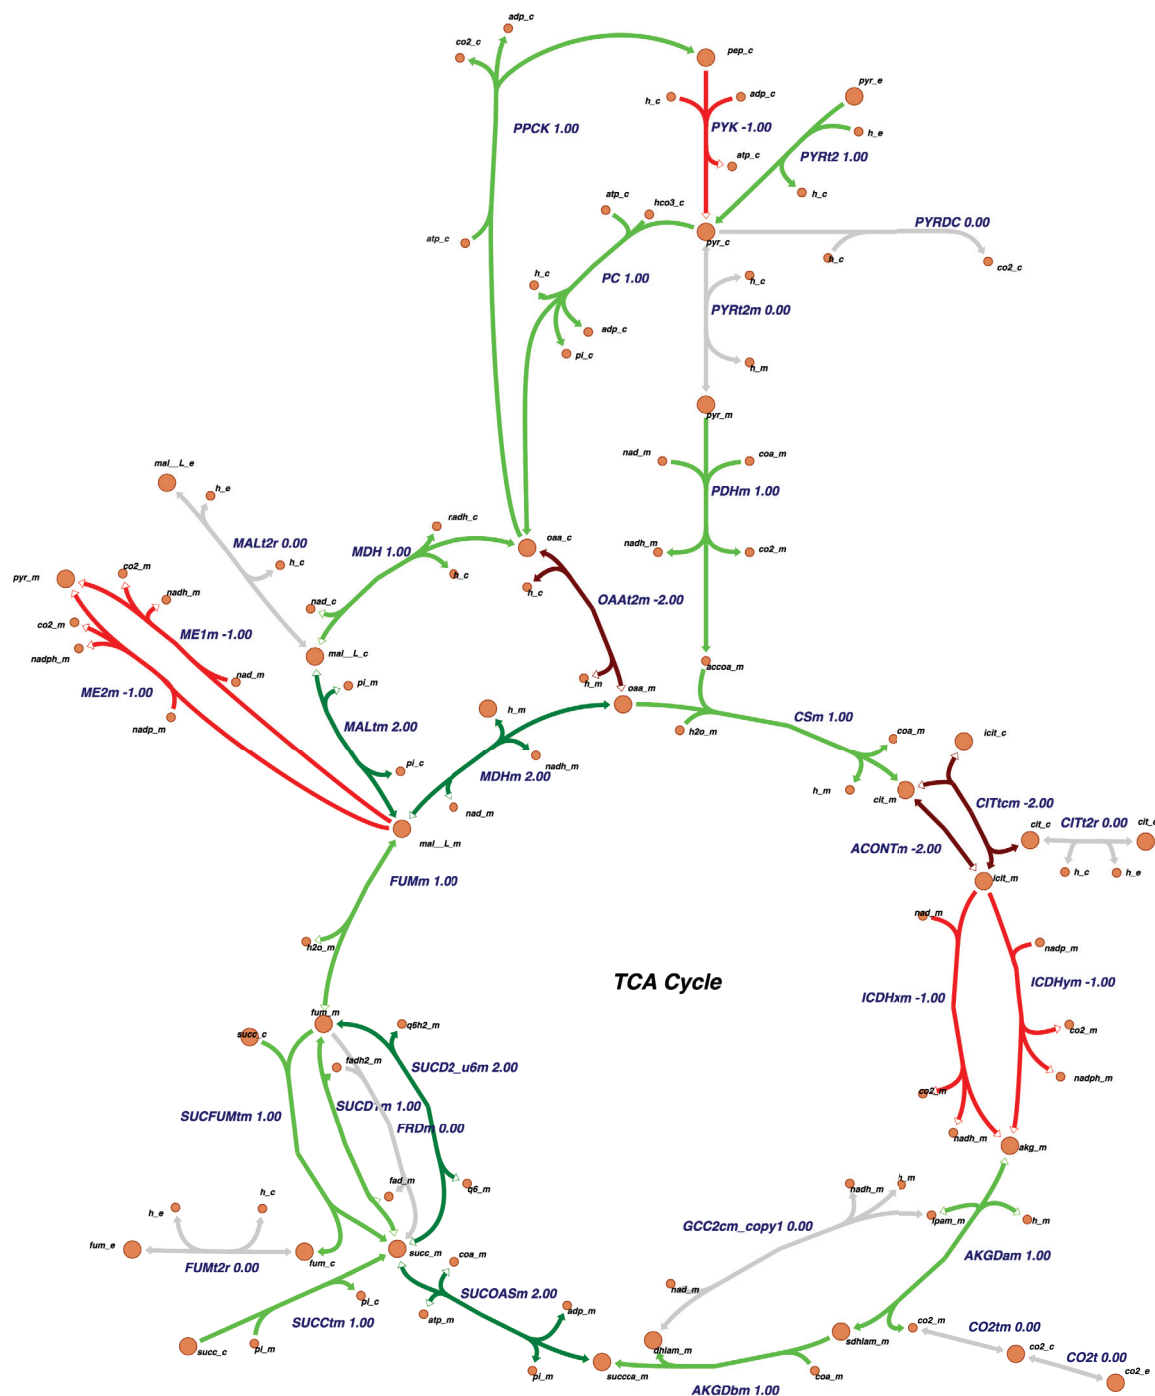 adp_c
co2_c
pep_c
pyr_e
h_c
adp_c
PPCK 1.00
PYK -1.00
h_e
atp_c
PYRt2 1.00
h_c
atp_c
hco3_c
PYRDC 0.00
atp_c
pyr_c
h_c
co2_c
h_c
PC 1.00
h_c
PYRt2m 0.00
adp_c
pi_c
h_m
pyr_m
nad_m
coa_m
mal__L_e
h_e
PDHm 1.00
nadh_c
MALt2r 0.00
MDH 1.00
oaa_c
nadh_m
co2_m
pyr_m
co2_m
h_c
h_c
nadh_m
h_c
OAAt2m -2.00
nad_c
co2_m
ME1m -1.00
nadph_m
mal__L_c
accoa_m
nad_m
pi_m
h_m
oaa_m
ME2m -1.00
h_m
nadp_m
MALtm 2.00
CSm 1.00
h2o_m
coa_m
icit_c
pi_c
nadh_m
MDHm 2.00
h_m
cit_m
CITtcm -2.00
nad_m
cit_c
CITt2r 0.00
mal__L_m
ACONTm -2.00
h_c
h_e
FUMm 1.00
icit_m
nad_m
h2o_m
nadp_m
TCA Cycle
ICDHxm -1.00
ICDHym -1.00
fum_m
succ_c
q6h2_m
co2_m
fadh2_m
SUCD2_u6m 2.00
nadph_m
co2_m
SUCFUMtm 1.00
SUCD1m 1.00
FRDm 0.00
nadh_m
akg_m
fad_m
q6_m
nadh_m
h_m
h_c
h_e
lpam_m
h_m
GCC2cm_copy1 0.00
fum_e
fum_c
succ_m
coa_m
AKGDam 1.00
FUMt2r 0.00
nad_m
SUCOASm 2.00
pi_c
adp_m
atp_m
SUCCtm 1.00
co2_m
CO2tm 0.00
pi_m
succ_c
dhlam_m
sdhlam_m
co2_c
CO2t 0.00
pi_m
succca_m
coa_m
AKGDbm 1.00
co2_e